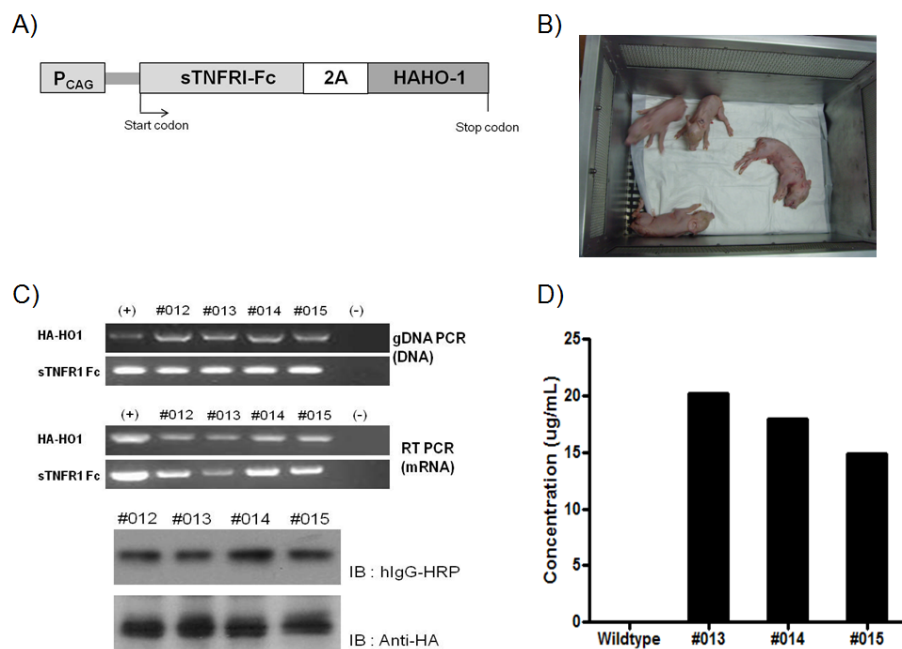 A)
P_CAG sTNFRI-Fc 2A HAHO-1
Start codon
Stop codon
B)
C)
(+) #012 #013 #014 #015 (-)
HA-HO1
gDNA PCR
(DNA)
sTNFR1 Fc
(+) #012 #013 #014 #015 (-)
HA-HO1
RT PCR
(mRNA)
sTNFR1 Fc
#012 #013 #014 #015
IB : hIgG-HRP
IB : Anti-HA
D)
Concentration (ug/mL)
25
20
15
10
5
0
Wildtype #013 #014 #015